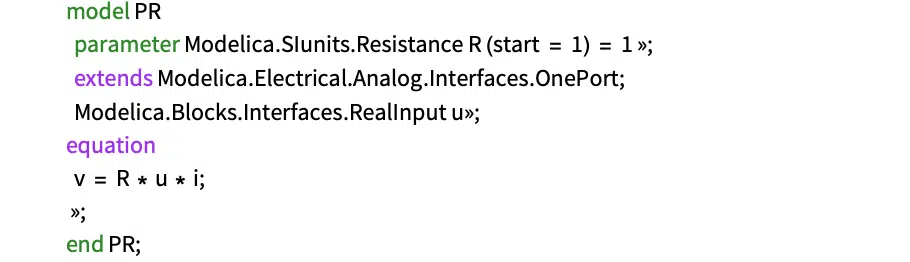 model PR
parameter Modelica.SIunits.Resistance R (start = 1) = 1 »;
extends Modelica.Electrical.Analog.Interfaces.OnePort;
Modelica.Blocks.Interfaces.RealInput u»;
equation
v = R * u * i;
»;
end PR;